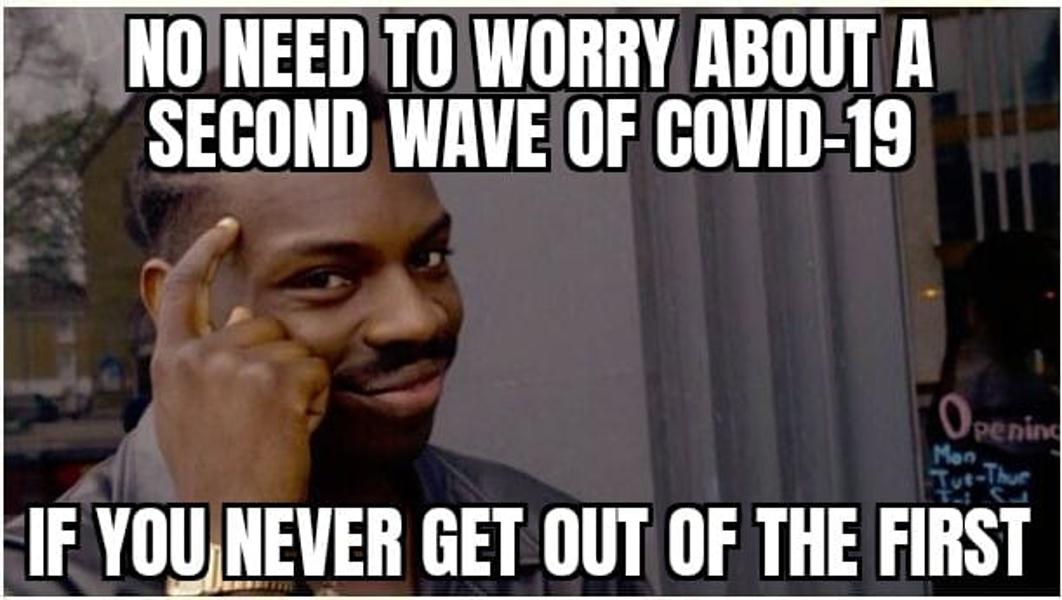 NO NEED TO WORRY ABOUT A
SECOND WAVE OF COVID-19
Opening
Mon
Tue-Thur
IF YOU NEVER GET OUT OF THE FIRST